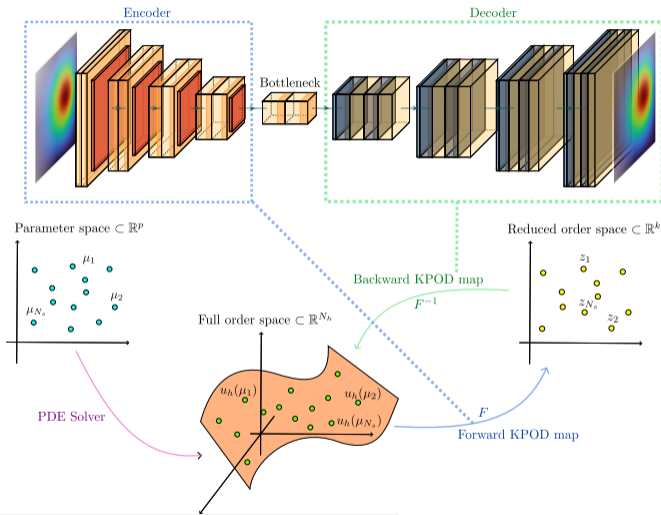 Encoder
Decoder
Bottleneck
Parameter space ⊂ ℝ^p
Reduced order space ⊂ ℝ^k
μ_1
μ_2
μ_{N_s}
z_1
z_{N_s}
z_2
Backward KPOD map
F^{-1}
Full order space ⊂ ℝ^{N_h}
u_h(μ_1)
u_h(μ_2)
u_h(μ_{N_s})
PDE Solver
F
Forward KPOD map